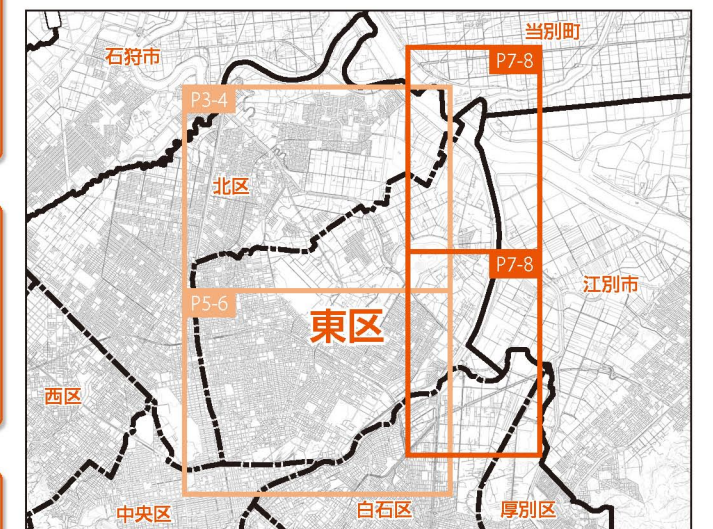 当別町
石狩市
P7-8
P3-4
北区
P7-8
江別市
P5-6
東区
西区
中央区
白石区
厚別区